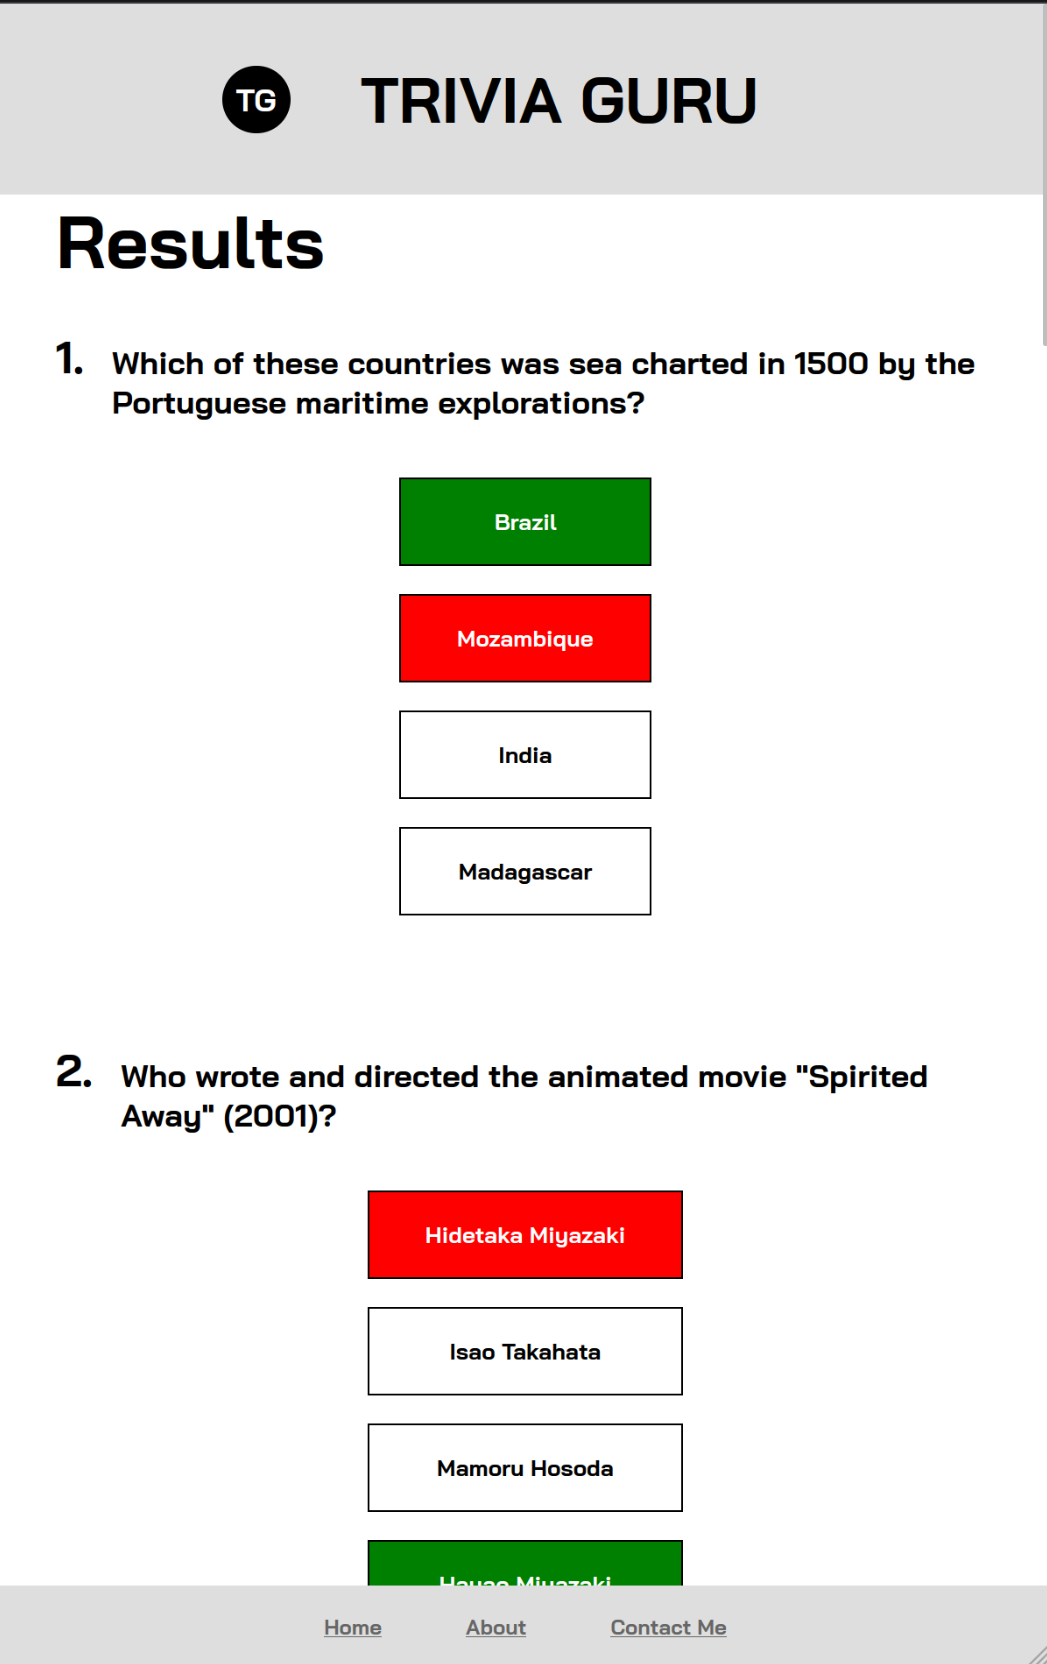 TG
TRIVIA GURU
Results
1.
Which of these countries was sea charted in 1500 by the
Portuguese maritime explorations?
Brazil
Mozambique
India
Madagascar
2.
Who wrote and directed the animated movie "Spirited
Away" (2001)?
Hidetaka Miyazaki
Isao Takahata
Mamoru Hosoda
Hayao Miyazaki
Home
About
Contact Me